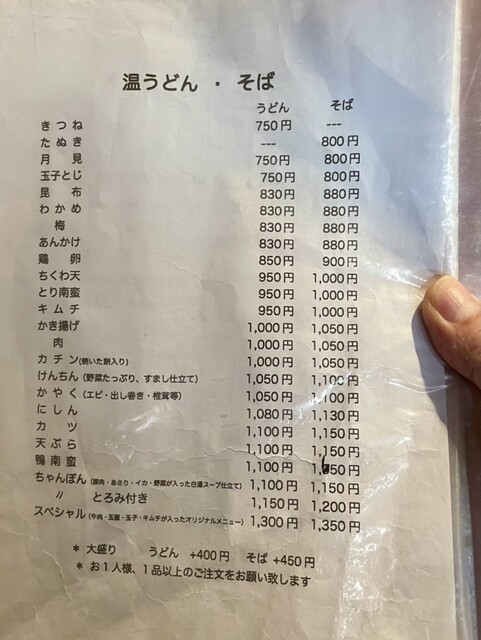 温うどん ・ そば
うどん そば
きつね 750円 ---
たぬき --- 800円
月見 750円 800円
玉子とじ 750円 800円
昆布 830円 880円
わかめ 830円 880円
梅 830円 880円
あんかけ 830円 880円
鶏卵 850円 900円
ちくわ天 950円 1,000円
とり南蛮 950円 1,000円
キムチ 950円 1,000円
かき揚げ 1,000円 1,050円
肉 1,000円 1,050円
カチン(焼いた餅入り) 1,000円 1,050円
けんちん(野菜たっぷり、すまし仕立て) 1,050円 1,100円
かやく(エビ・出し巻き・椎茸等) 1,050円 1,100円
にしん 1,080円 1,130円
カツ 1,100円 1,150円
天ぷら 1,100円 1,150円
鴨南蛮 1,100円
ちゃんぽん(豚肉・あさり・イカ・野菜が入った白湯スープ仕立て) 1,100円 1,150円
〃 とろみ付き 1,150円 1,200円
スペシャル(牛肉・玉葱・玉子・キムチが入ったオリジナルメニュー) 1,300円 1,350円
＊ 大盛り うどん +400円 そば +450円
＊ お1人様、1品以上のご注文をお願い致します